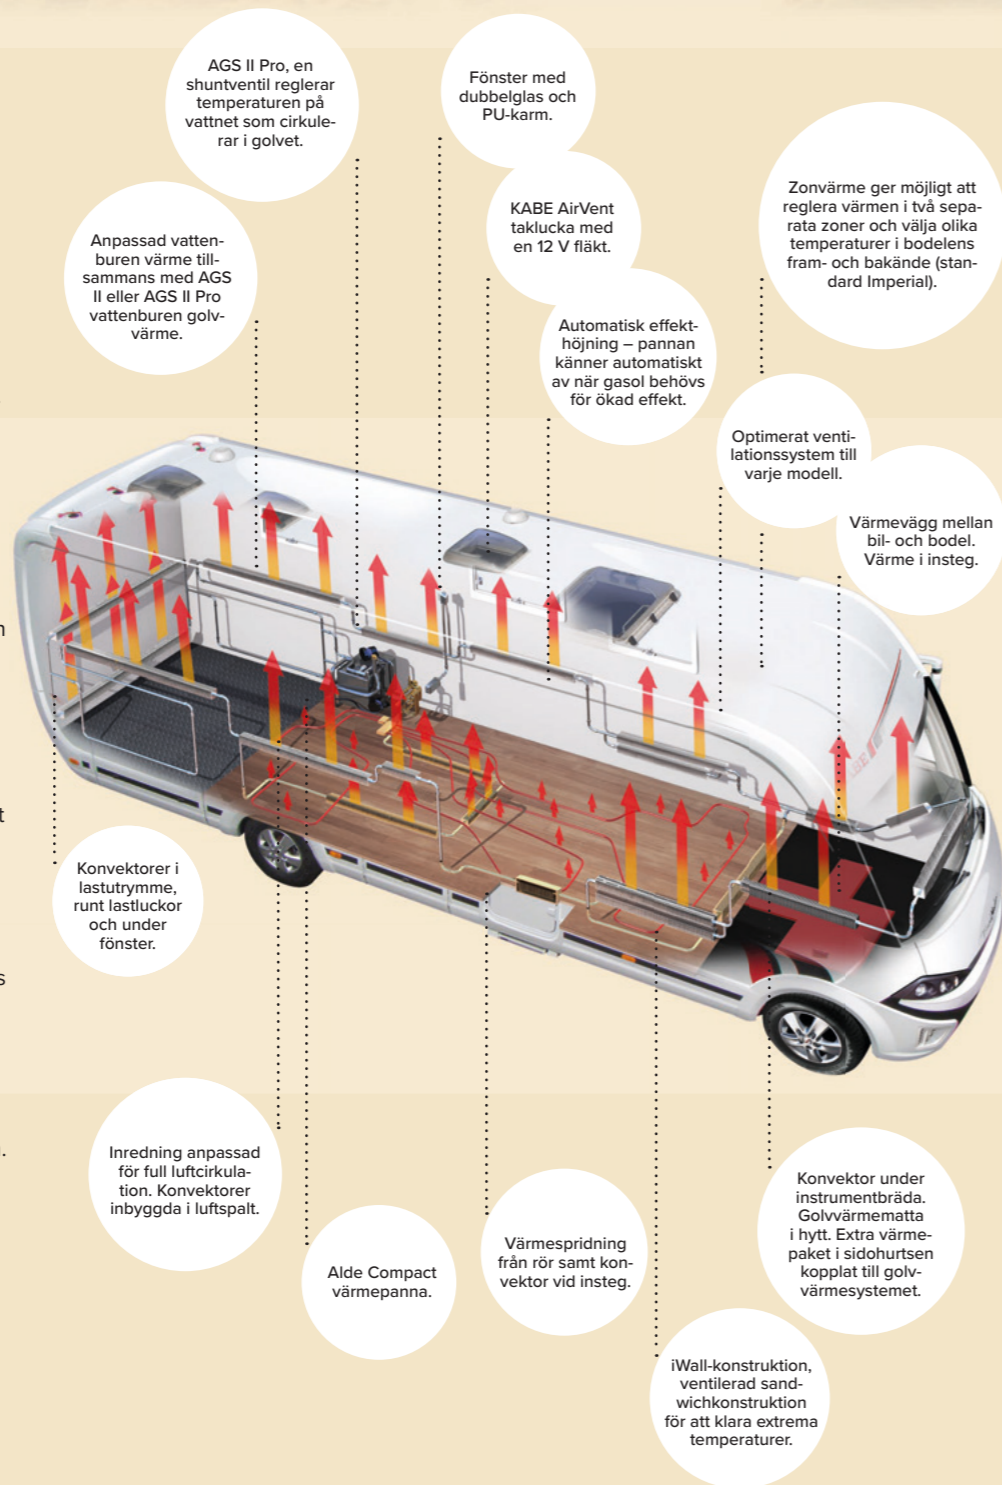 AGS II Pro, en
shuntventil reglerar
temperaturen på
vattnet som cirkule-
rar i golvet.
Fönster med
dubbelglas och
PU-karm.
KABE AirVent
taklucka med
en 12 V fläkt.
Zonvärme ger möjligt att
reglera värmen i två sepa-
rata zoner och välja olika
temperaturer i bodelens
fram- och bakände (stan-
dard Imperial).
Anpassad vatten-
buren värme till-
sammans med AGS
II eller AGS II Pro
vattenburen golv-
värme.
Automatisk effekt-
höjning – pannan
känner automatiskt
av när gasol behövs
för ökad effekt.
Optimerat venti-
lationssystem till
varje modell.
Värmevägg mellan
bil- och bodel.
Värme i insteg.
Konvektorer i
lastutrymme,
runt lastluckor
och under
fönster.
Inredning anpassad
för full luftcirkula-
tion. Konvektorer
inbyggda i luftspalt.
Alde Compact
värmepanna.
Värmespridning
från rör samt kon-
vektor vid insteg.
Konvektor under
instrumentbräda.
Golvvärmematta
i hytt. Extra värme-
paket i sidohurtsen
kopplat till golv-
värmesystemet.
iWall-konstruktion,
ventilerad sand-
wichkonstruktion
för att klara extrema
temperaturer.